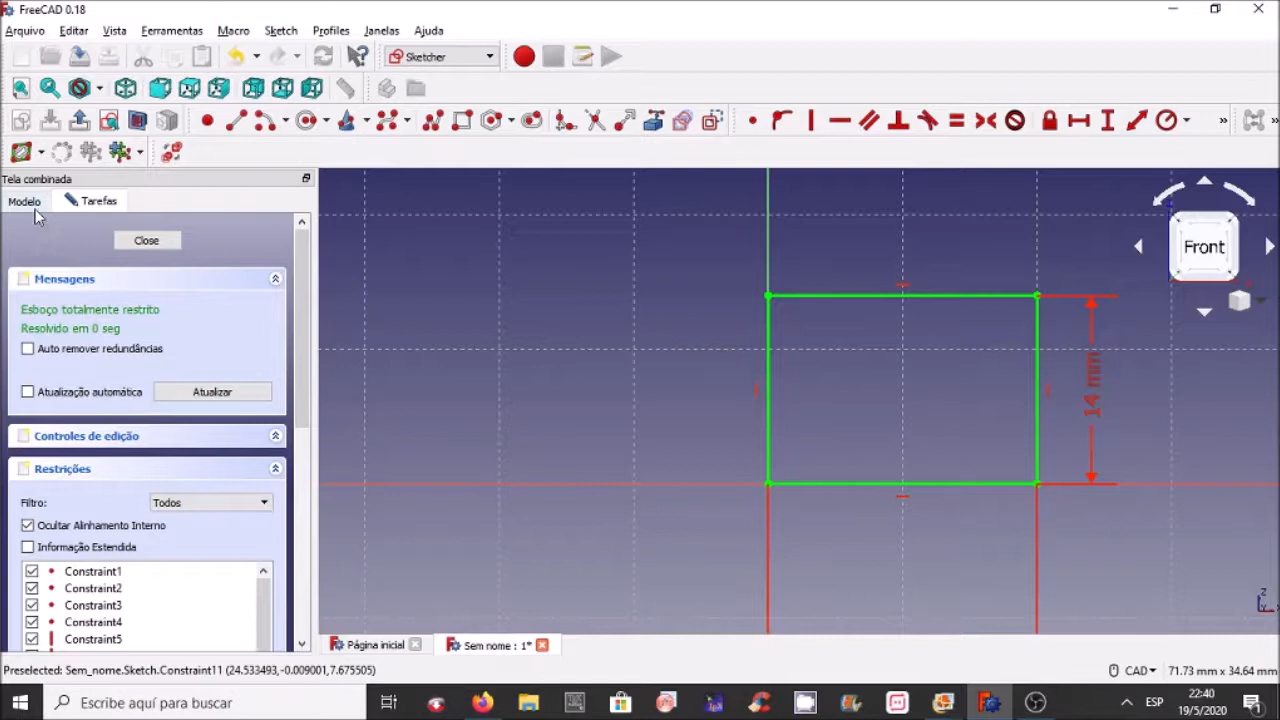 FreeCAD 0.18
Arquivo Editar Vista Ferramentas Macro Sketch Profiles Janelas Ajuda
Sketcher
»
»
Tela combinada
Modelo Tarefas
Close
Mensagens
Esboço totalmente restrito
Resolvido em 0 seg
Auto remover redundâncias
Atualização automática Atualizar
Controles de edição
Restrições
Filtro: Todos
Ocultar Alinhamento Interno
Informação Estendida
Constraint1
Constraint2
Constraint3
Constraint4
Constraint5
14 mm
Front
Z
Página inicial Sem nome : 1*
Preselected: Sem_nome.Sketch.Constraint11 (24.533493,-0.009001,7.675505) CAD 71.73 mm x 34.64 mm
Escribe aquí para buscar
ESP
22:40
19/5/2020